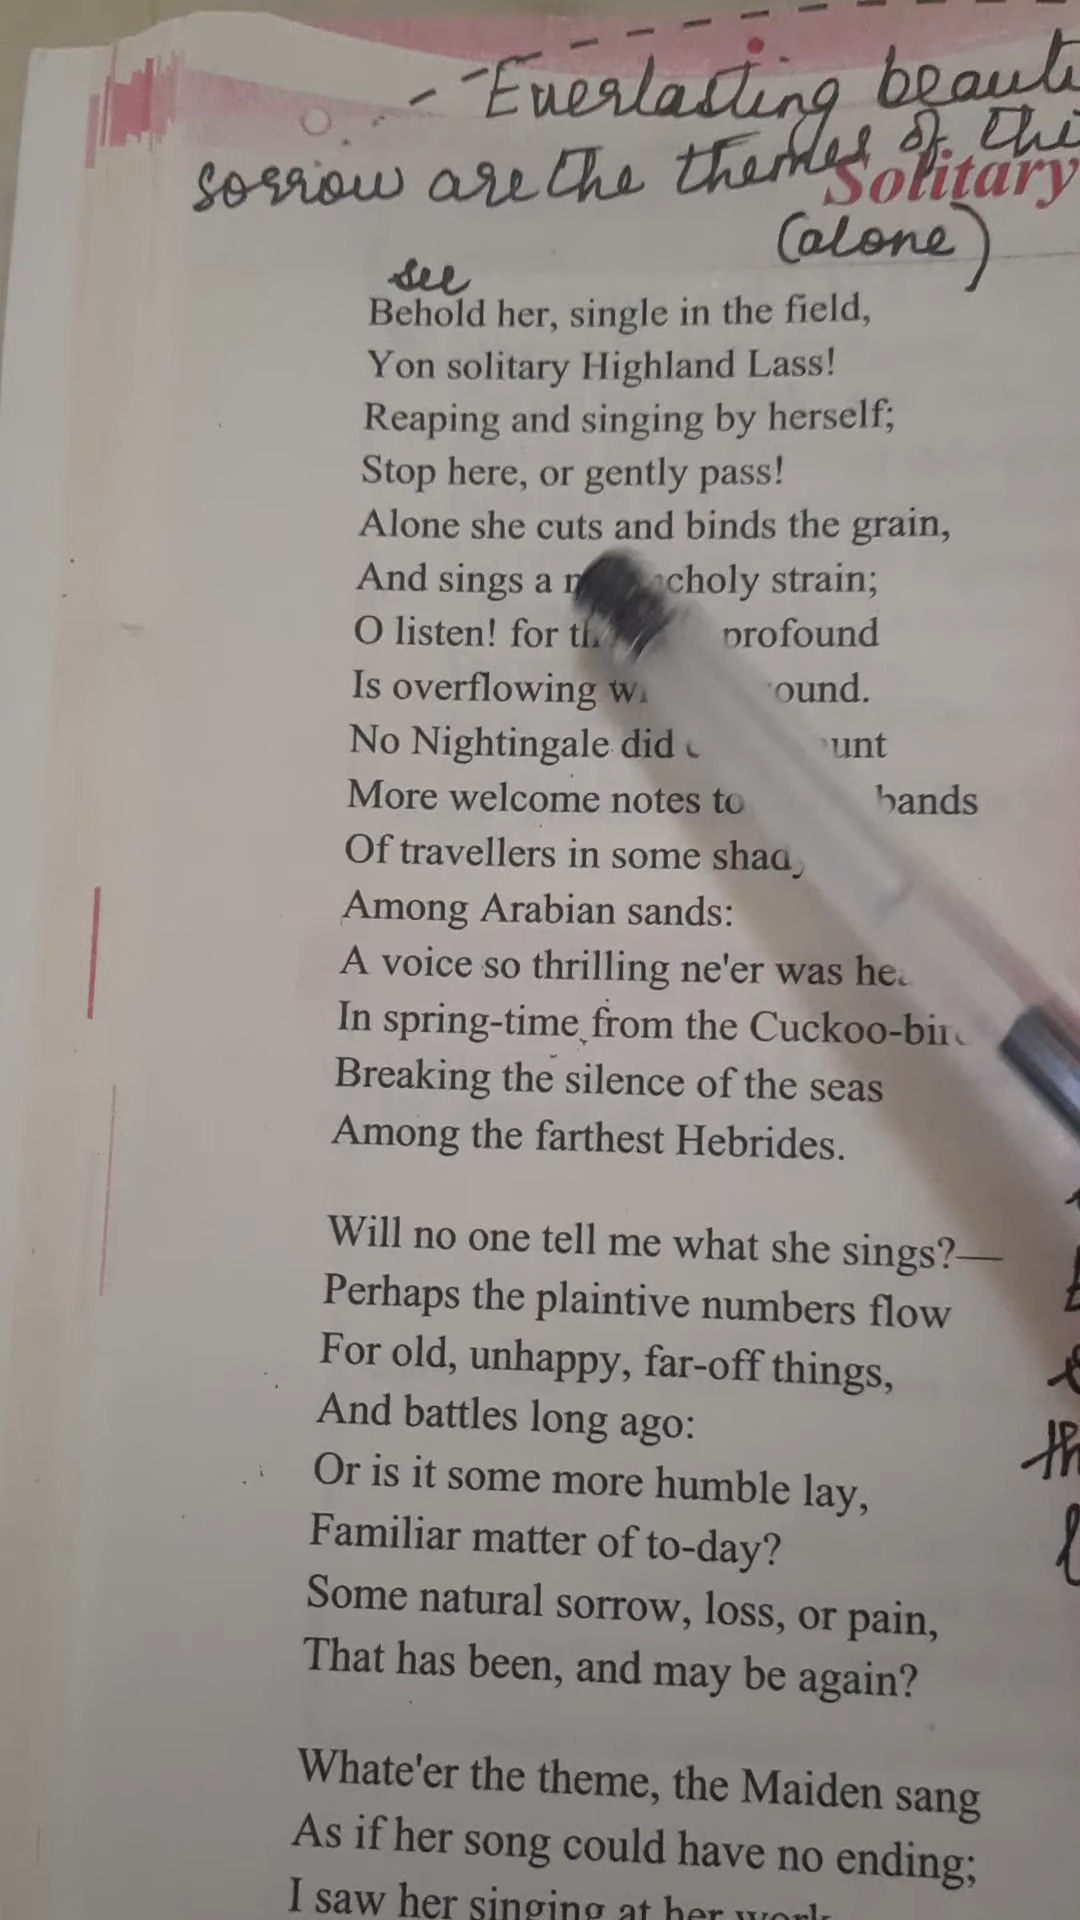 - Everlasting
sorrow are the themes of
Solitary
(alone)
see
Behold her, single in the field,
Yon solitary Highland Lass!
Reaping and singing by herself;
Stop here, or gently pass!
Alone she cuts and binds the grain,
And sings a strain;
O listen! for profound
Is overflowing
No Nightingale did
More welcome notes to bands
Of travellers in some
Among Arabian sands:
A voice so thrilling ne'er was
In spring-time from the
Breaking the silence of the seas
Among the farthest Hebrides.
Will no one tell me what she sings?—
Perhaps the plaintive numbers flow
For old, unhappy, far-off things,
And battles long ago:
Or is it some more humble lay,
Familiar matter of to-day?
Some natural sorrow, loss, or pain,
That has been, and may be again?
Whate'er the theme, the Maiden sang
As if her song could have no ending;
I saw her singing at her work